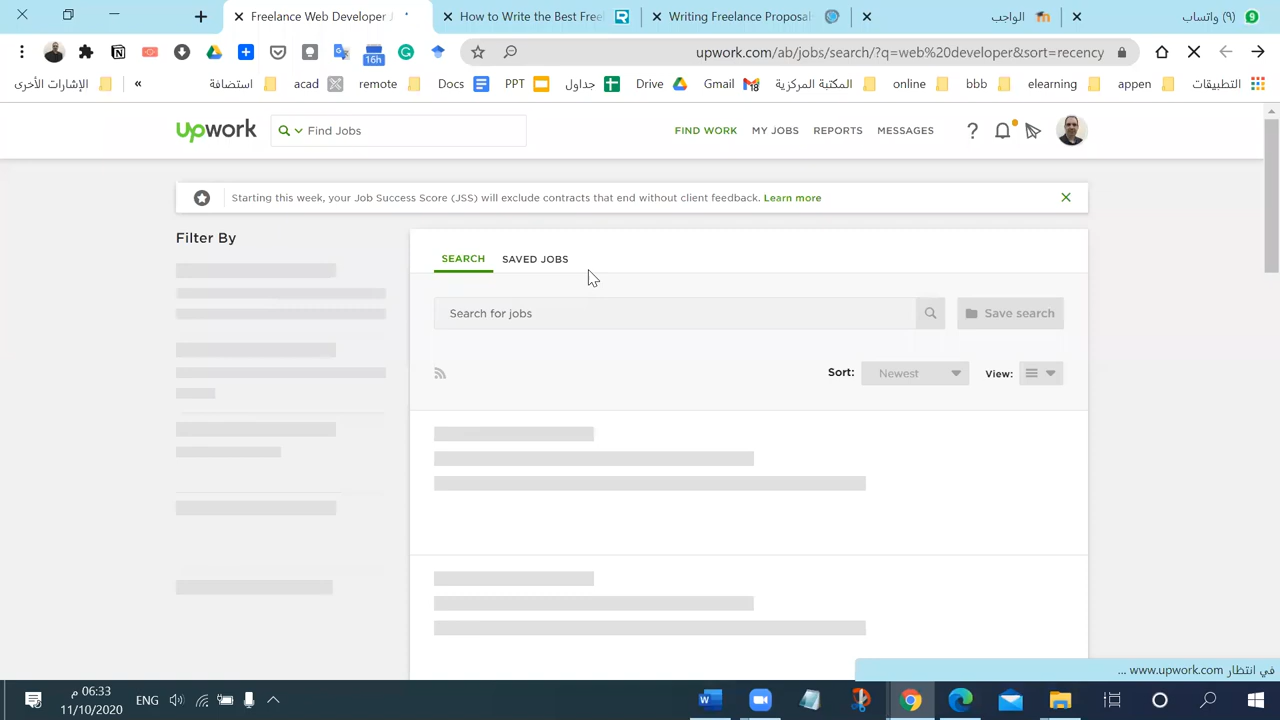 Freelance Web Developer J
How to Write the Best Free
Writing Freelance Proposal
الواجب
(٩) واتساب
16h
upwork.com/ab/jobs/search/?q=web%20developer&sort=recency
التطبيقات
appen
elearning
bbb
online
المكتبة المركزية
Gmail
Drive
جداول
PPT
Docs
remote
acad
استضافة
«
الإشارات الأخرى
upwork
Find Jobs
FIND WORK
MY JOBS
REPORTS
MESSAGES
?
Starting this week, your Job Success Score (JSS) will exclude contracts that end without client feedback. Learn more
Filter By
SEARCH
SAVED JOBS
Search for jobs
Save search
Sort:
Newest
View:
في انتظار www.upwork.com ...
06:33 م
11/10/2020
ENG